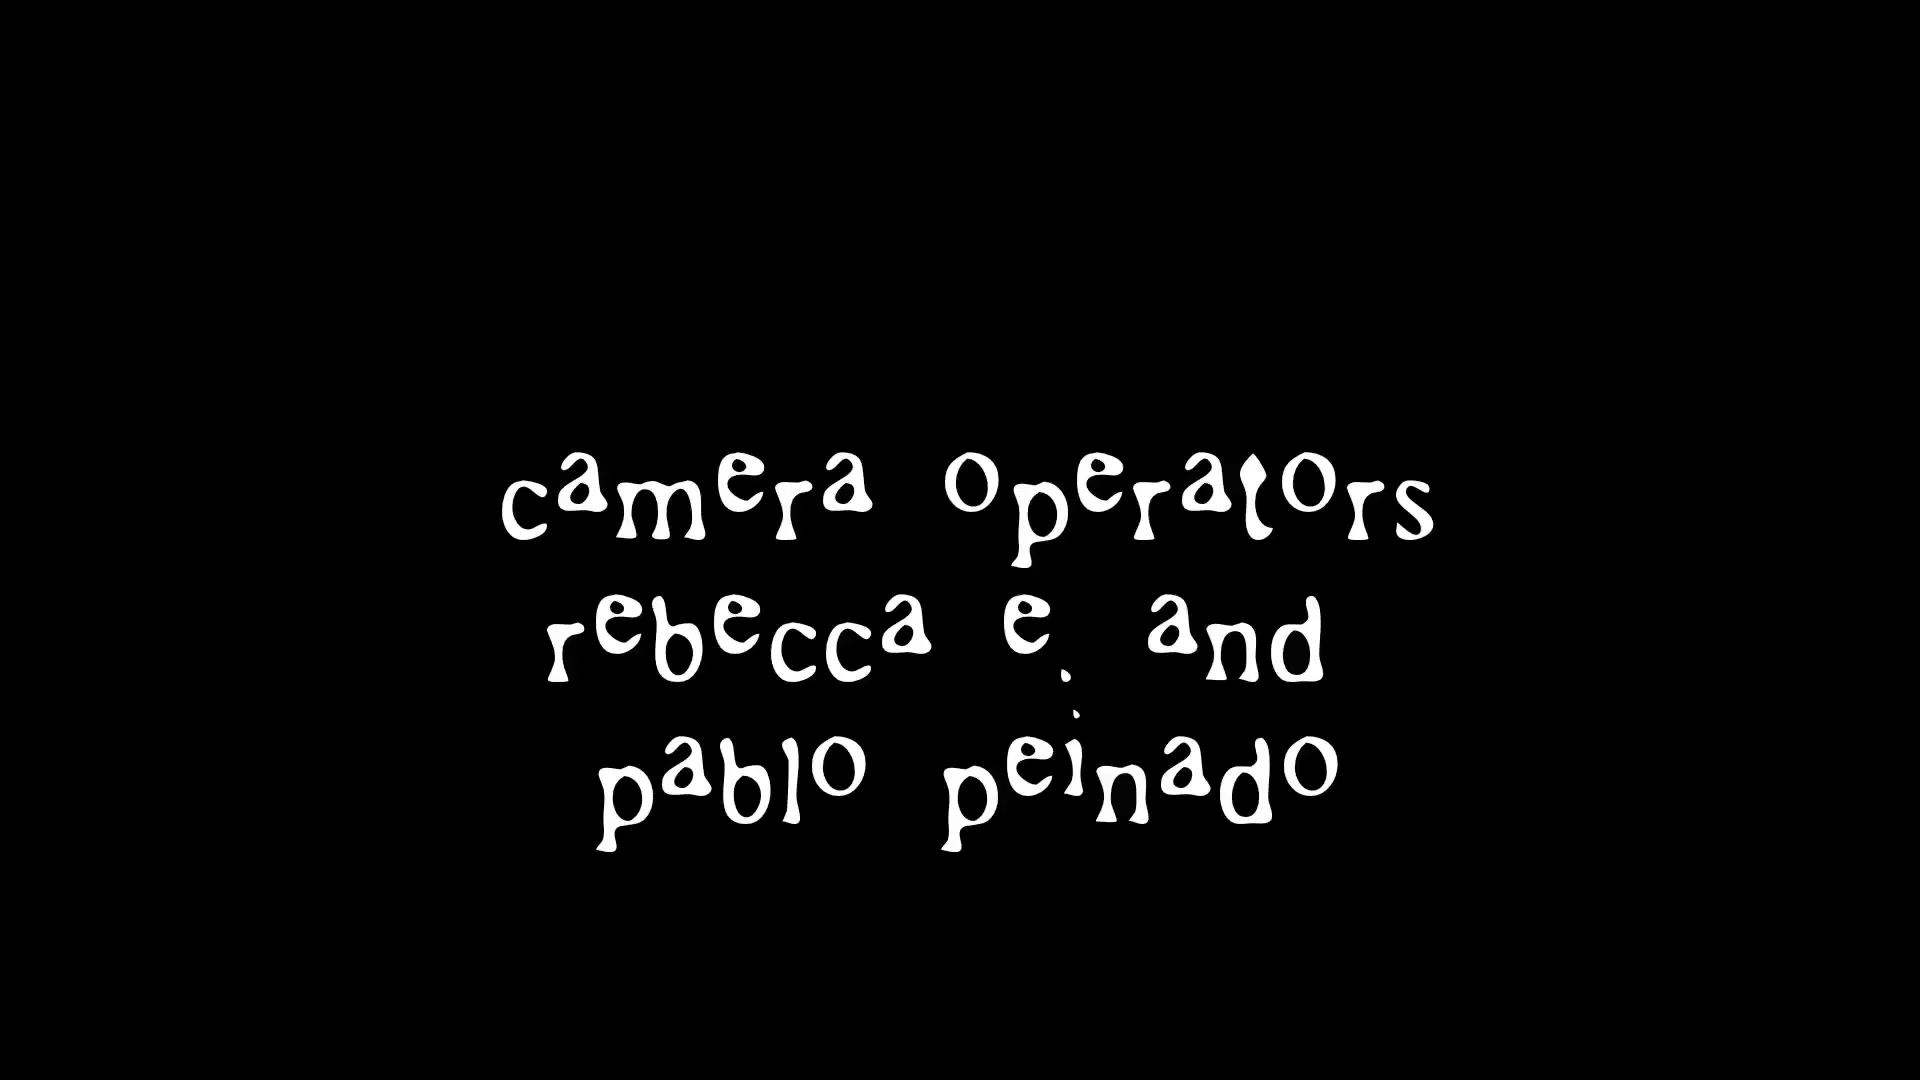 camera operators
rebecca e. and
pablo peinado